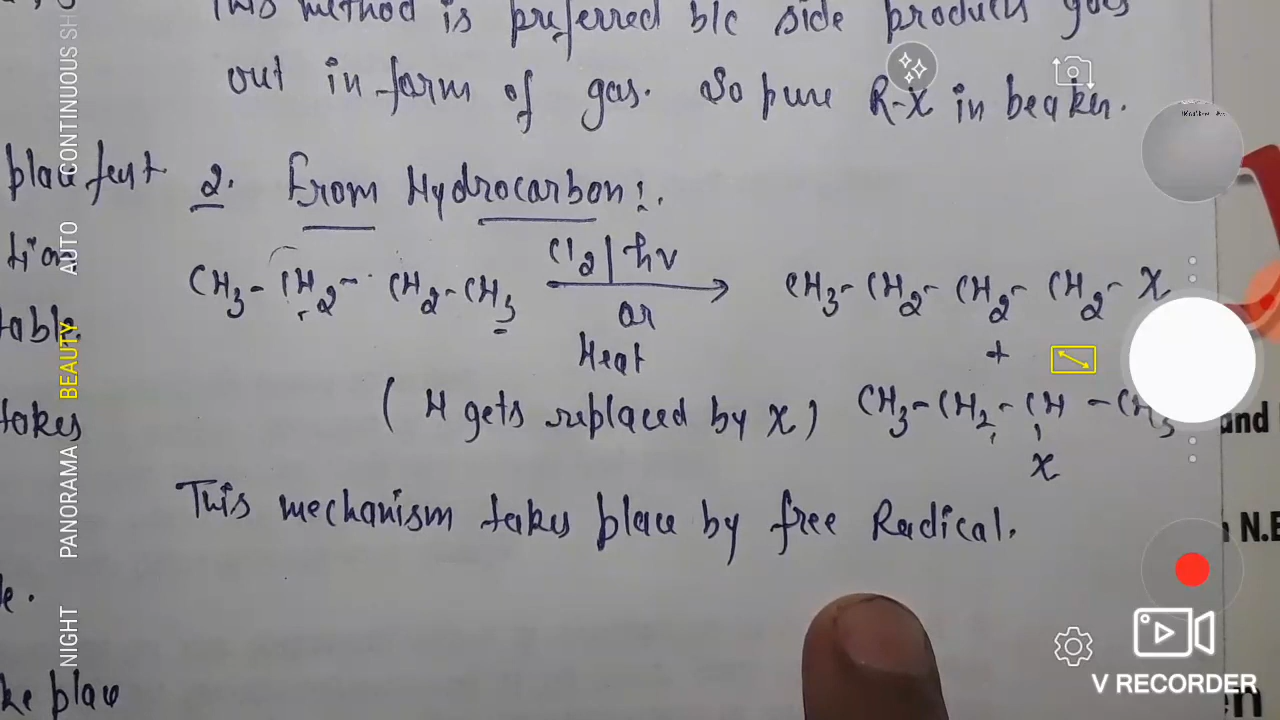 This method is preferred b/c side products goes
out in form of gas. So pure R-X in beaker.
2. From Hydrocarbon:
CH3-CH2-CH2-CH3 Cl2/hν CH3-CH2-CH2-CH2-X
or
Heat
+
(H gets replaced by X) CH3-CH2-CH-CH3
X
This mechanism takes place by free Radical.
takes
CONTINUOUS SH
AUTO
BEAUTY
PANORAMA
NIGHT
and
N.E
V RECORDER